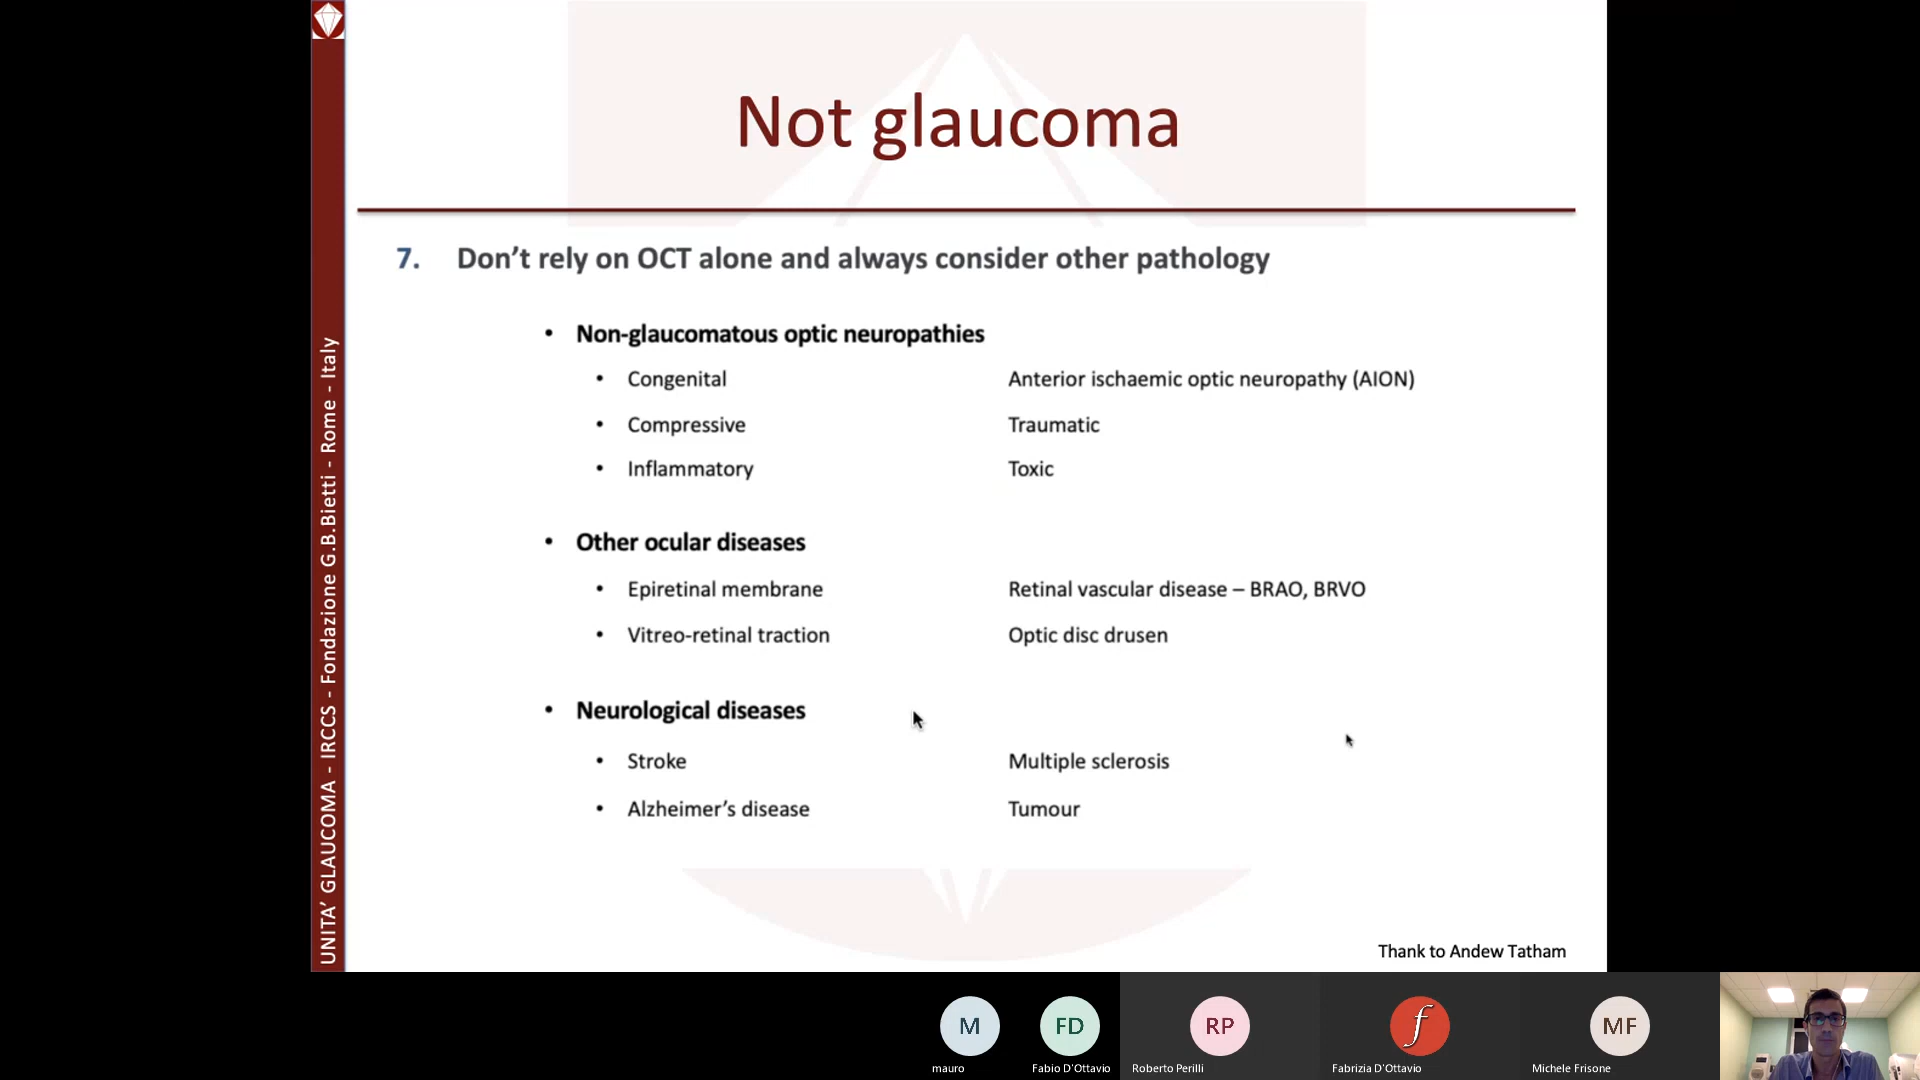 Not glaucoma
7. Don't rely on OCT alone and always consider other pathology
• Non-glaucomatous optic neuropathies
• Congenital Anterior ischaemic optic neuropathy (AION)
• Compressive Traumatic
• Inflammatory Toxic
• Other ocular diseases
• Epiretinal membrane Retinal vascular disease – BRAO, BRVO
• Vitreo-retinal traction Optic disc drusen
• Neurological diseases
• Stroke Multiple sclerosis
• Alzheimer's disease Tumour
Thank to Andew Tatham
UNITA' GLAUCOMA - IRCCS - Fondazione G.B.Bietti - Rome - Italy
M FD RP f MF
mauro Fabio D'Ottavio Roberto Perilli Fabrizia D'Ottavio Michele Frisone